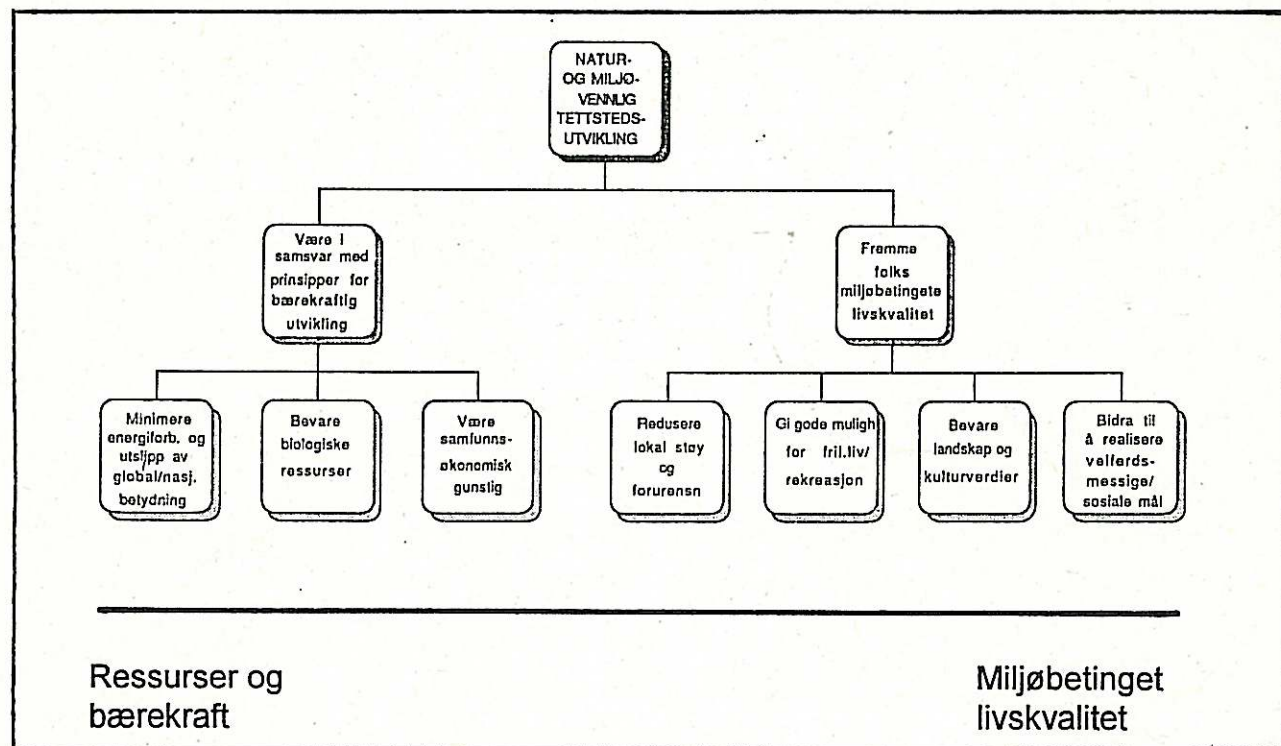 NATUR-
OG MILJØ-
VENNLIG
TETTSTEDS-
UTVIKLING
Være i
samsvar med
prinsipper for
bærekraftig
utvikling
Fremme
folks
miljøbetingete
livskvalitet
Minimere
energiforb. og
utslipp av
global/nasj.
betydning
Bevare
biologiske
ressurser
Være
samfunns-
økonomisk
gunstig
Redusere
lokal støy
og
forurensn
Gi gode muligh
for fril.liv/
rekreasjon
Bevare
landskap og
kulturverdier
Bidra til
å realisere
velferds-
messige/
sosiale mål
Ressurser og
bærekraft
Miljøbetinget
livskvalitet